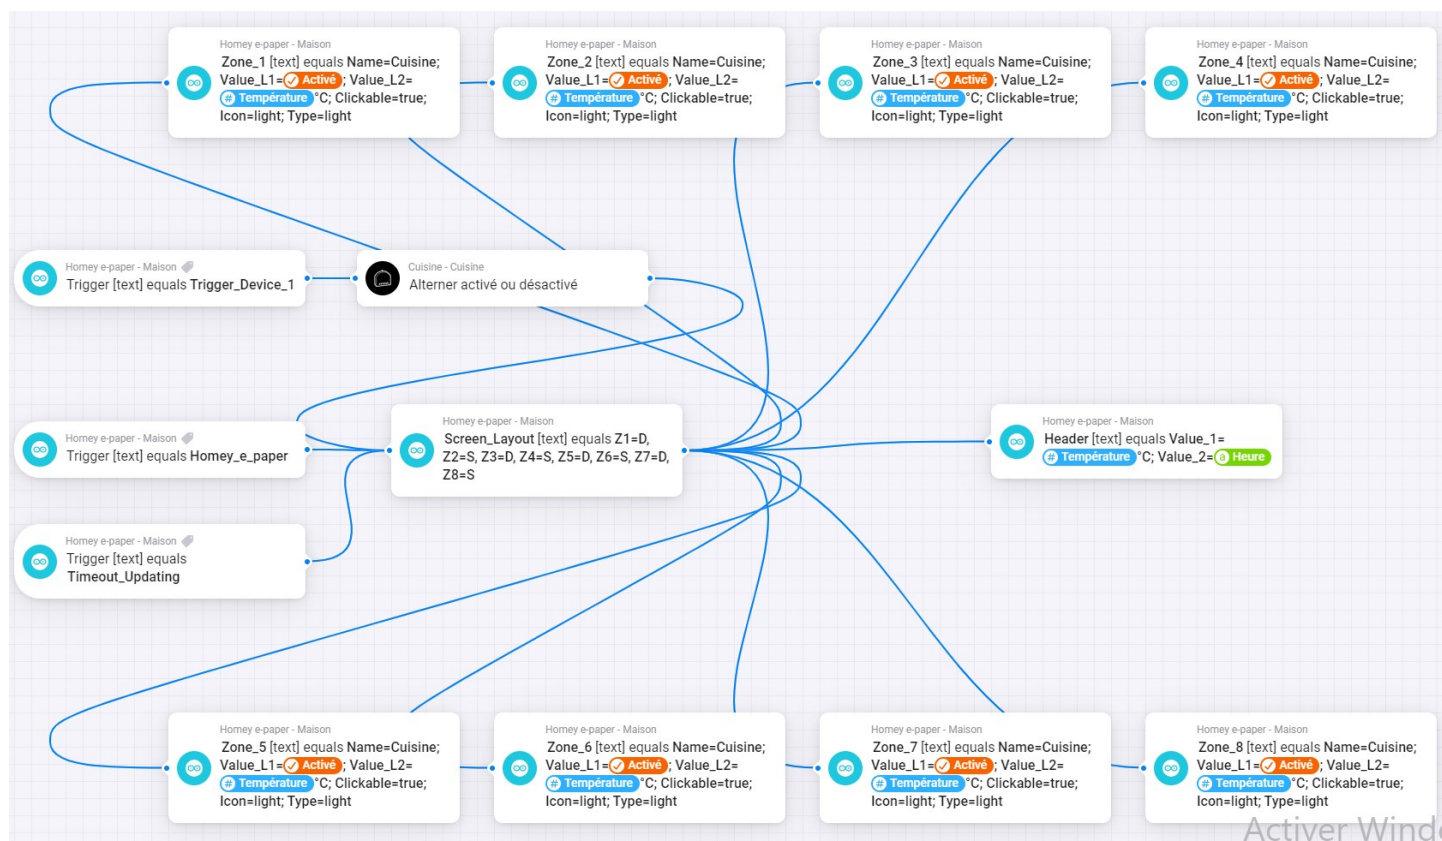 Homey e-paper - Maison
Zone_1 [text] equals Name=Cuisine;
Value_L1= Activé ; Value_L2=
# Température °C; Clickable=true;
Icon=light; Type=light
Homey e-paper - Maison
Zone_2 [text] equals Name=Cuisine;
Value_L1= Activé ; Value_L2=
# Température °C; Clickable=true;
Icon=light; Type=light
Homey e-paper - Maison
Zone_3 [text] equals Name=Cuisine;
Value_L1= Activé ; Value_L2=
# Température °C; Clickable=true;
Icon=light; Type=light
Homey e-paper - Maison
Zone_4 [text] equals Name=Cuisine;
Value_L1= Activé ; Value_L2=
# Température °C; Clickable=true;
Icon=light; Type=light
Homey e-paper - Maison
Trigger [text] equals Trigger_Device_1
Cuisine - Cuisine
Alterner activé ou désactivé
Homey e-paper - Maison
Trigger [text] equals Homey_e_paper
Homey e-paper - Maison
Screen_Layout [text] equals Z1=D,
Z2=S, Z3=D, Z4=S, Z5=D, Z6=S, Z7=D,
Z8=S
Homey e-paper - Maison
Header [text] equals Value_1=
# Température °C; Value_2= a Heure
Homey e-paper - Maison
Trigger [text] equals
Timeout_Updating
Homey e-paper - Maison
Zone_5 [text] equals Name=Cuisine;
Value_L1= Activé ; Value_L2=
# Température °C; Clickable=true;
Icon=light; Type=light
Homey e-paper - Maison
Zone_6 [text] equals Name=Cuisine;
Value_L1= Activé ; Value_L2=
# Température °C; Clickable=true;
Icon=light; Type=light
Homey e-paper - Maison
Zone_7 [text] equals Name=Cuisine;
Value_L1= Activé ; Value_L2=
# Température °C; Clickable=true;
Icon=light; Type=light
Homey e-paper - Maison
Zone_8 [text] equals Name=Cuisine;
Value_L1= Activé ; Value_L2=
# Température °C; Clickable=true;
Icon=light; Type=light
Activer Wind